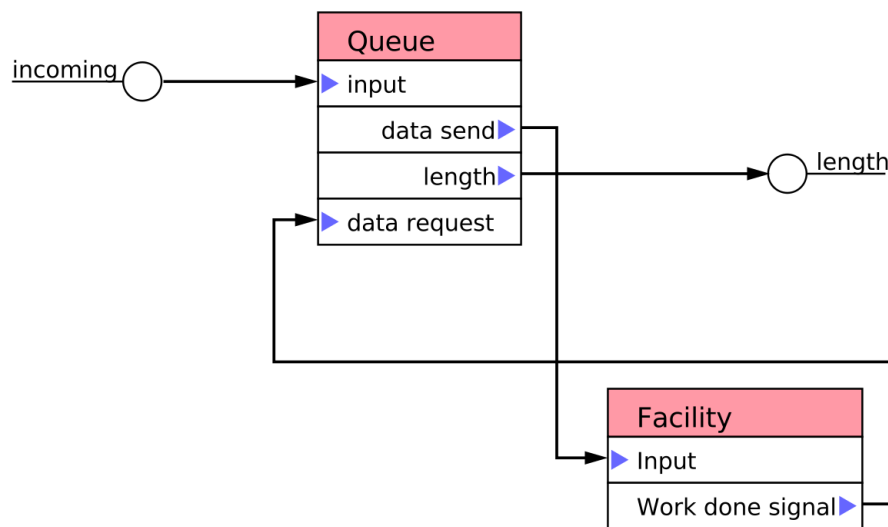 Queue
incoming
input
data send
length
length
data request
Facility
Input
Work done signal